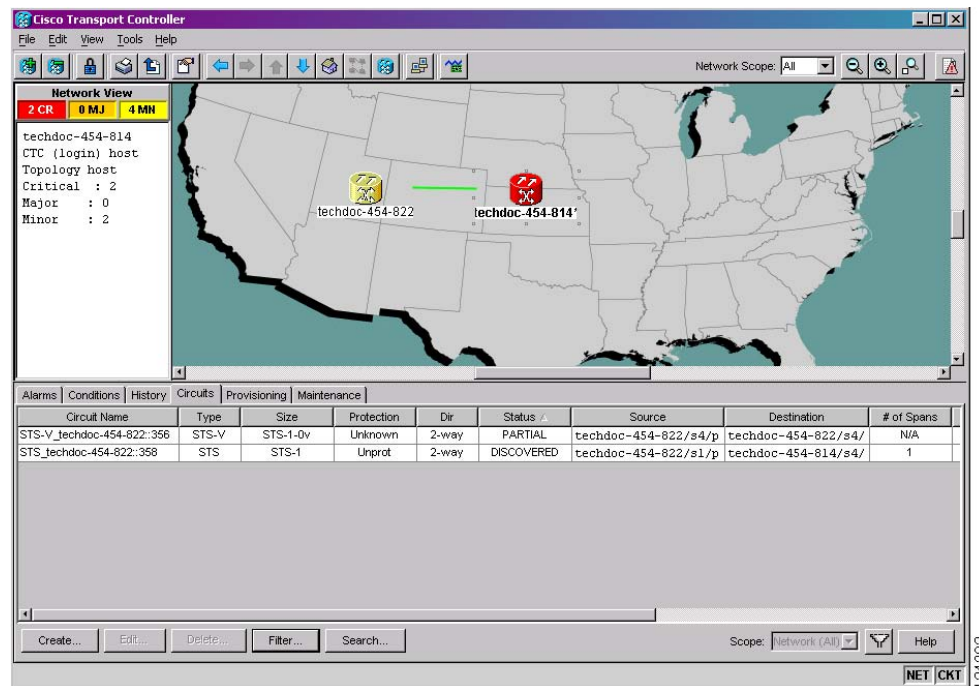 Cisco Transport Controller
File Edit View Tools Help
Network Scope: All
Network View
2 CR 0 MJ 4 MN
techdoc-454-814
CTC (login) host
Topology host
Critical : 2
Major : 0
Minor : 2
techdoc-454-822
techdoc-454-814*
Alarms Conditions History Circuits Provisioning Maintenance
Circuit Name Type Size Protection Dir Status Source Destination # of Spans
STS-V_techdoc-454-822::356 STS-V STS-1-0v Unknown 2-way PARTIAL techdoc-454-822/s4/p techdoc-454-822/s4/ N/A
STS_techdoc-454-822::358 STS STS-1 Unprot 2-way DISCOVERED techdoc-454-822/s1/p techdoc-454-814/s4/ 1
Create... Edit... Delete... Filter... Search... Scope: Network (All) Help
NET CKT